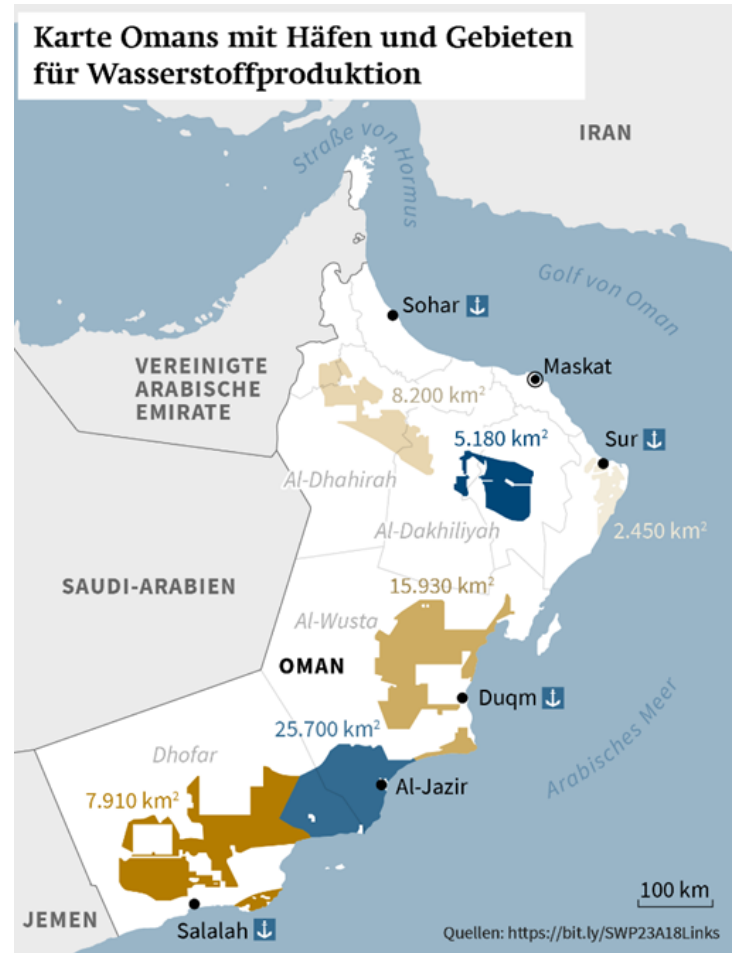 Karte Omans mit Häfen und Gebieten
für Wasserstoffproduktion
IRAN
Straße von Hormus
Golf von Oman
Sohar
Maskat
VEREINIGTE
ARABISCHE
EMIRATE
8.200 km²
5.180 km²
Sur
Al-Dhahirah
Al-Dakhiliyah
2.450 km²
SAUDI-ARABIEN
15.930 km²
Al-Wusta
OMAN
Duqm
25.700 km²
Arabisches Meer
Dhofar
Al-Jazir
7.910 km²
100 km
JEMEN
Salalah
Quellen: https://bit.ly/SWP23A18Links